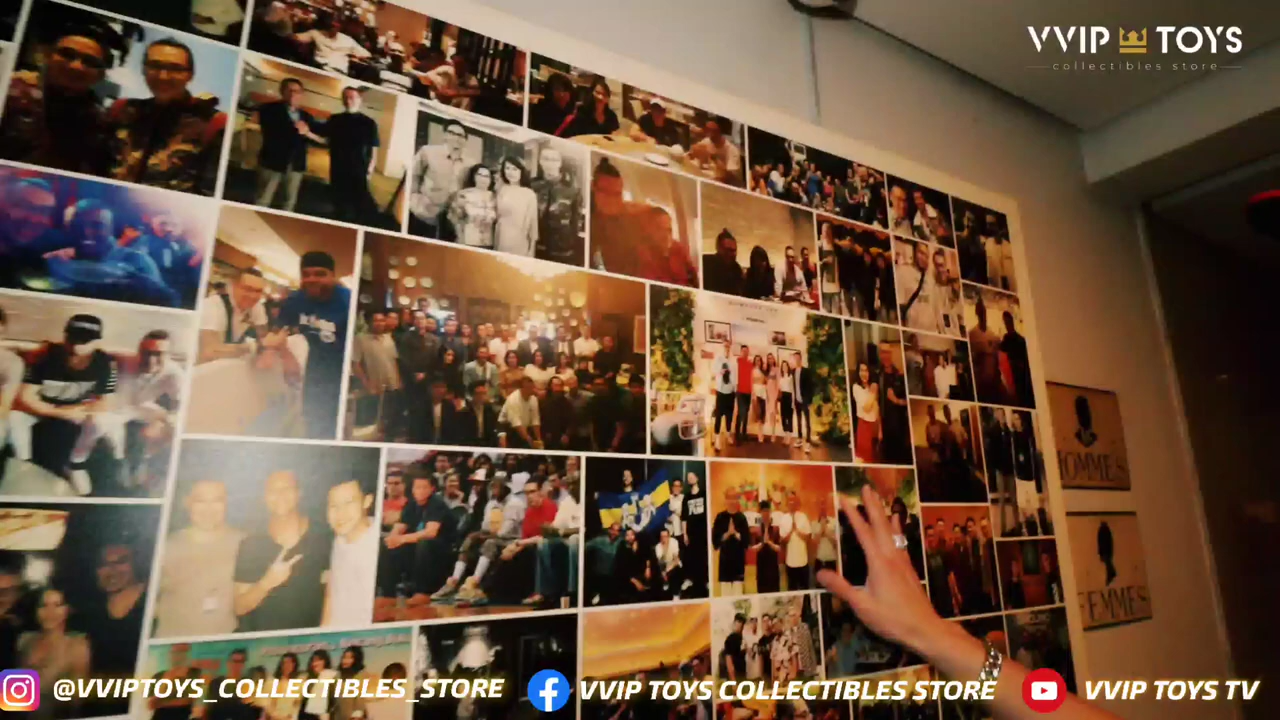 VVIP TOYS
collectibles store
HOMMES
FEMMES
@VVIPTOYS_COLLECTIBLES_STORE
VVIP TOYS COLLECTIBLES STORE
VVIP TOYS TV